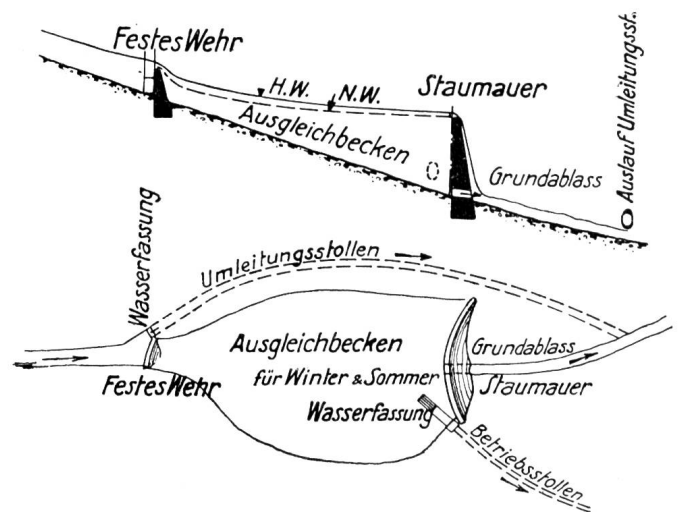 Festes Wehr
H.W.
N.W.
Staumauer
Ausgleichbecken
Grundablass
Auslauf Umleitungsst.
Wasserfassung
Umleitungsstollen
Ausgleichbecken
für Winter & Sommer
Wasserfassung
Grundablass
Festes Wehr
Staumauer
Betriebsstollen